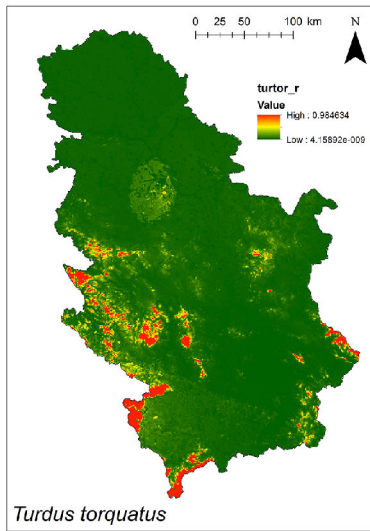 0 25 50 100 km
N
turtor_r
Value
High : 0.984634
Low : 4.15892e-009
Turdus torquatus